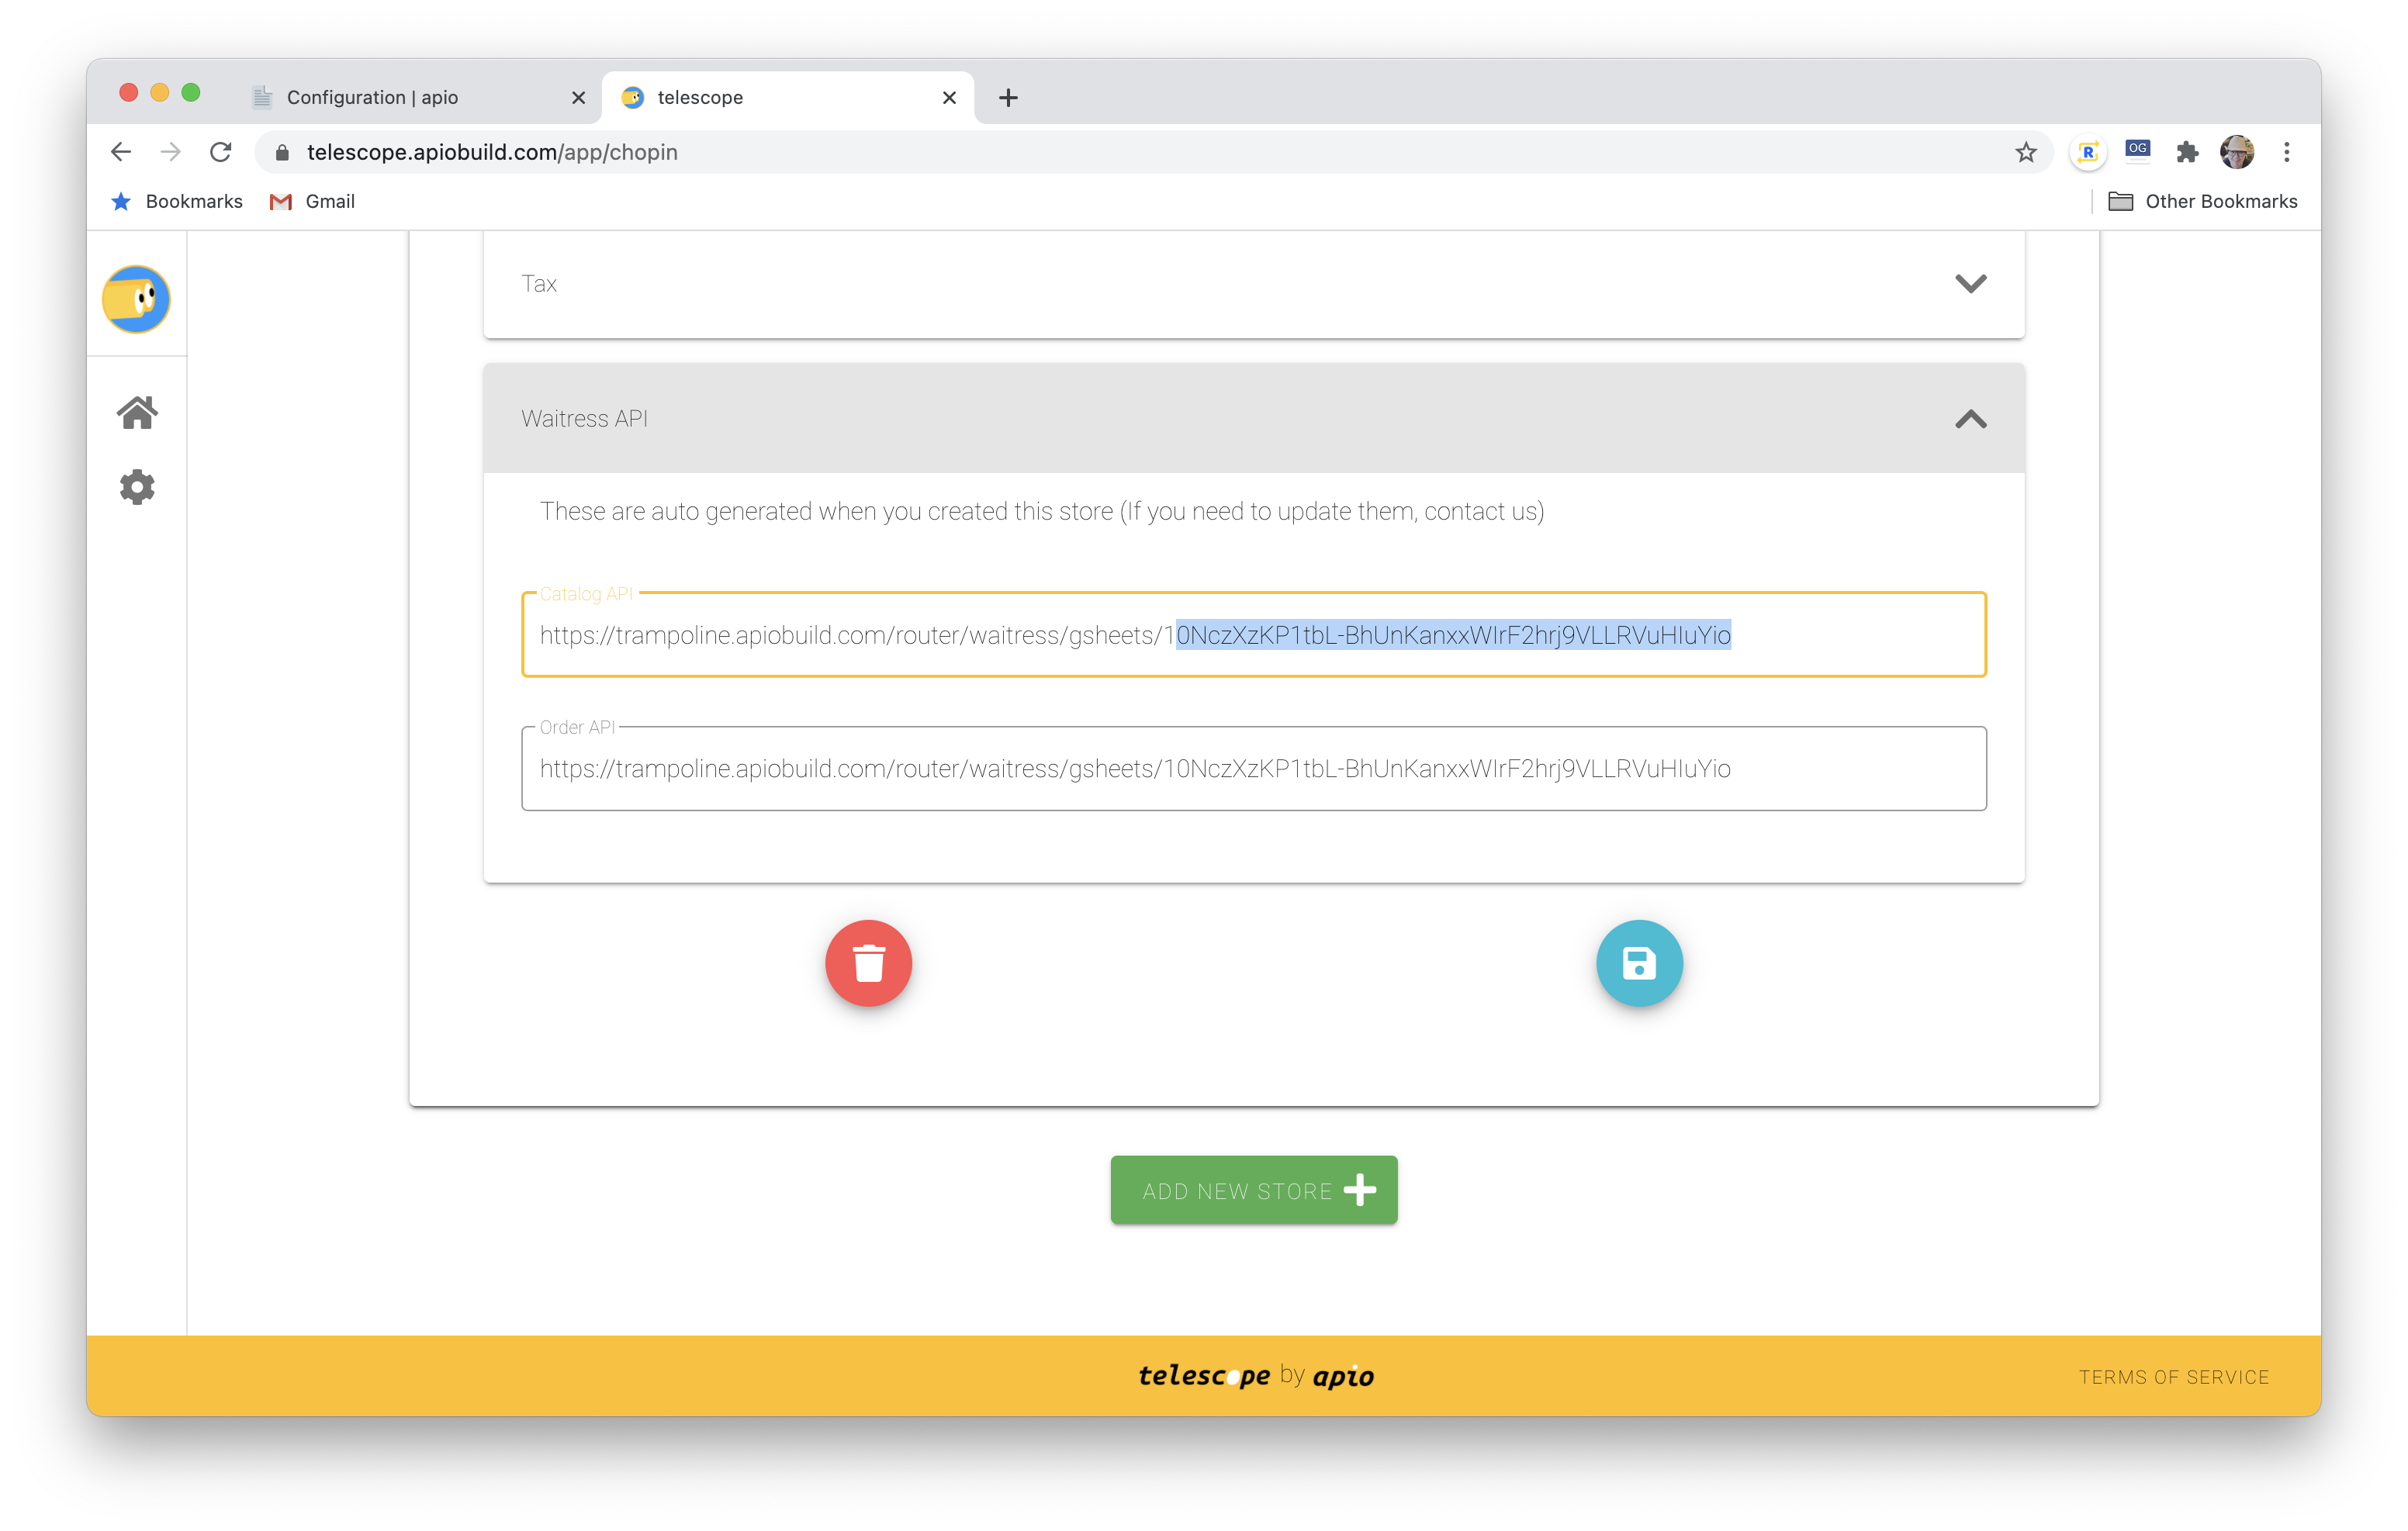 Configuration | apio
telescope
telescope.apiobuild.com/app/chopin
R
OG
Bookmarks
Gmail
Other Bookmarks
Tax
Waitress API
These are auto generated when you created this store (If you need to update them, contact us)
Catalog API
https://trampoline.apiobuild.com/router/waitress/gsheets/10NczXzKP1tbL-BhUnKanxxWIrF2hrj9VLLRVuHIuYio
Order API
https://trampoline.apiobuild.com/router/waitress/gsheets/10NczXzKP1tbL-BhUnKanxxWIrF2hrj9VLLRVuHIuYio
ADD NEW STORE
telescope by apio
TERMS OF SERVICE